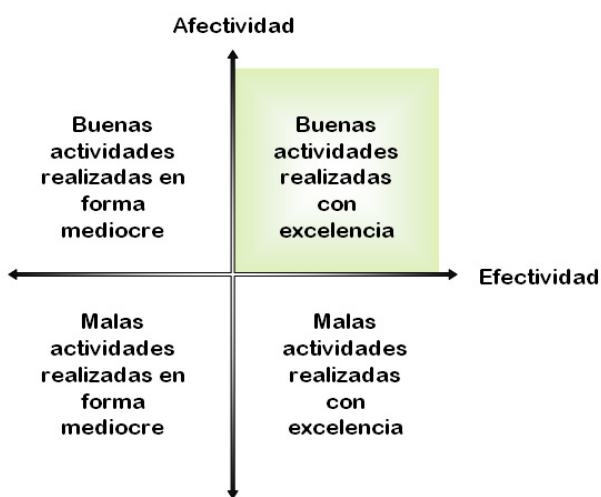 Afectividad
Buenas
actividades
realizadas en
forma
mediocre
Buenas
actividades
realizadas
con
excelencia
Efectividad
Malas
actividades
realizadas en
forma
mediocre
Malas
actividades
realizadas
con
excelencia